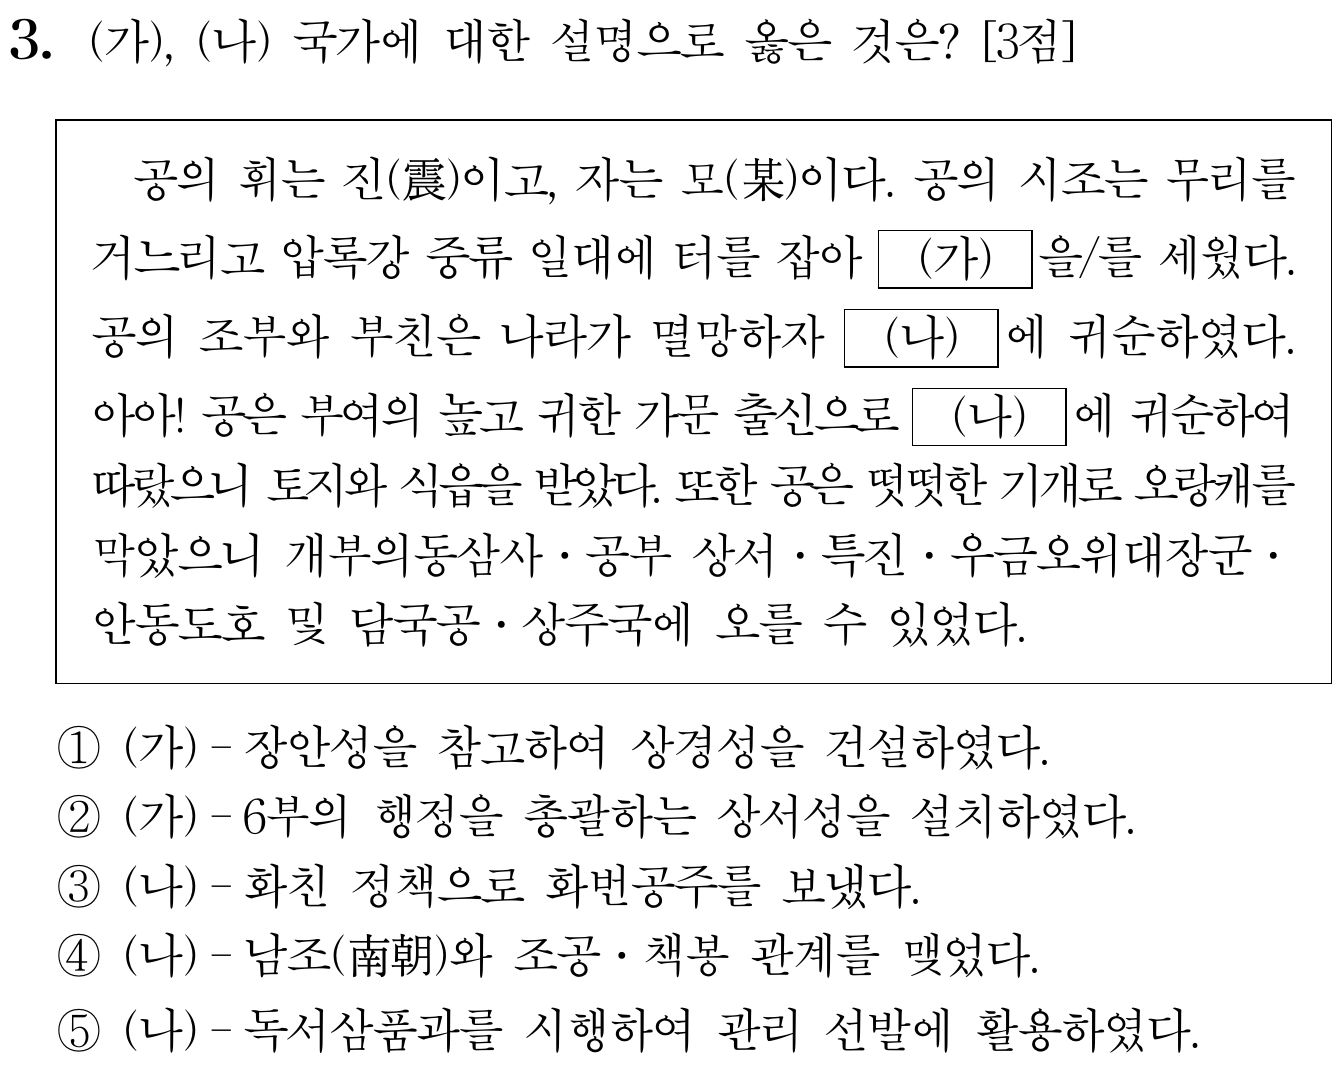 3. (가), (나) 국가에 대한 설명으로 옳은 것은? [3점]
공의 휘는 진(震)이고, 자는 모(某)이다. 공의 시조는 무리를
거느리고 압록강 중류 일대에 터를 잡아 (가) 을/를 세웠다.
공의 조부와 부친은 나라가 멸망하자 (나) 에 귀순하였다.
아아! 공은 부여의 높고 귀한 가문 출신으로 (나) 에 귀순하여
따랐으니 토지와 식읍을 받았다. 또한 공은 떳떳한 기개로 오랑캐를
막았으니 개부의동삼사·공부 상서·특진·우금오위대장군·
안동도호 및 담국공·상주국에 오를 수 있었다.
① (가) - 장안성을 참고하여 상경성을 건설하였다.
② (가) - 6부의 행정을 총괄하는 상서성을 설치하였다.
③ (나) - 화친 정책으로 화번공주를 보냈다.
④ (나) - 남조(南朝)와 조공·책봉 관계를 맺었다.
⑤ (나) - 독서삼품과를 시행하여 관리 선발에 활용하였다.